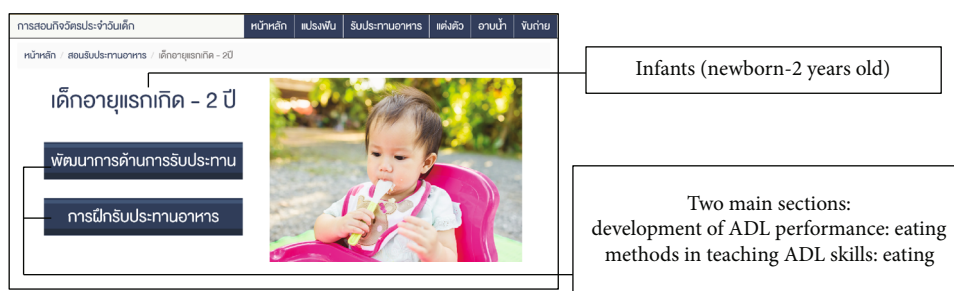 การสอนกิจวัตรประจำวันเด็ก
หน้าหลัก แปรงฟัน รับประทานอาหาร แต่งตัว อาบน้ำ ขับถ่าย
หน้าหลัก / สอนรับประทานอาหาร / เด็กอายุแรกเกิด - 2ปี
เด็กอายุแรกเกิด - 2 ปี
พัฒนาการด้านการรับประทาน
การฝึกรับประทานอาหาร
Infants (newborn-2 years old)
Two main sections:
development of ADL performance: eating
methods in teaching ADL skills: eating